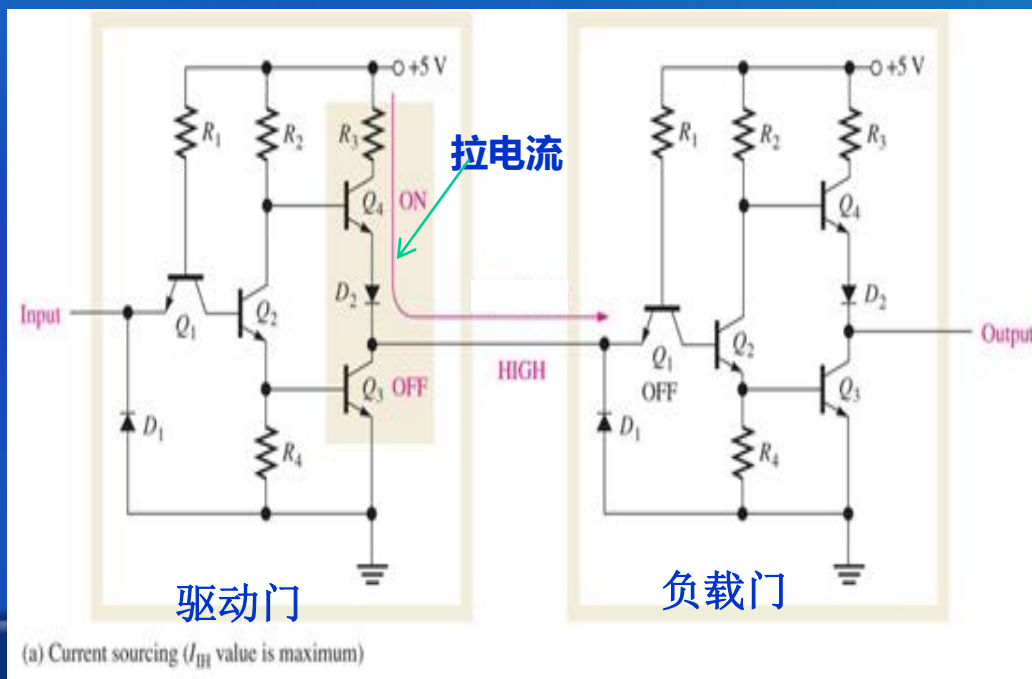 +5 V
+5 V
R1
R2
R3
拉电流
R1
R2
R3
Q4
ON
Q4
D2
D2
Input
Q1
Q2
Q1
OFF
Q2
Output
HIGH
Q3
OFF
Q3
D1
R4
D1
R4
驱动门
负载门
(a) Current sourcing (IIH value is maximum)